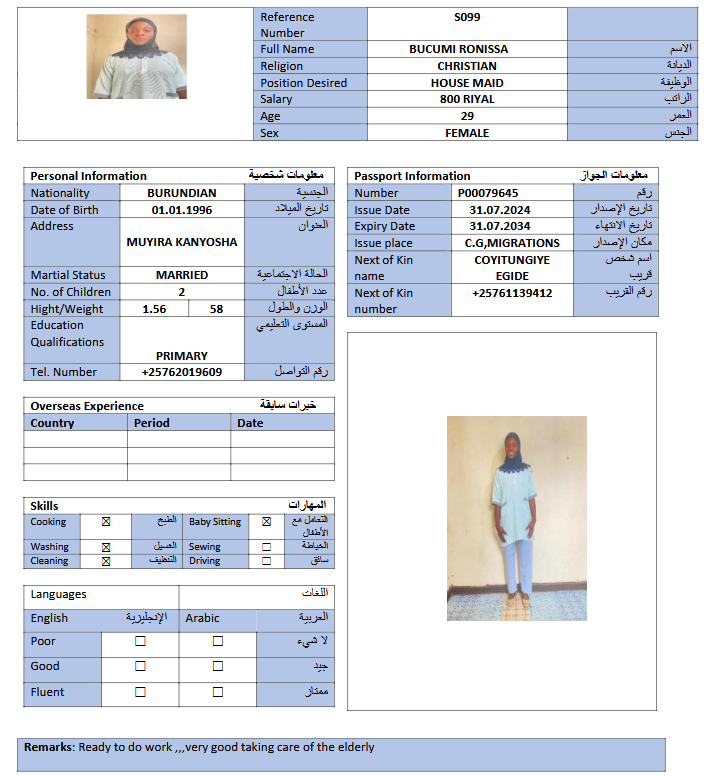 Reference Number S099
Full Name BUCUMI RONISSA الاسم
Religion CHRISTIAN الديانة
Position Desired HOUSE MAID الوظيفة
Salary 800 RIYAL الراتب
Age 29 العمر
Sex FEMALE الجنس
Personal Information معلومات شخصية
Nationality BURUNDIAN الجنسية
Date of Birth 01.01.1996 تاريخ الميلاد
Address MUYIRA KANYOSHA العنوان
Martial Status MARRIED الحالة الاجتماعية
No. of Children 2 عدد الأطفال
Hight/Weight 1.56 58 الوزن والطول
Education Qualifications PRIMARY المستوى التعليمي
Tel. Number +25762019609 رقم التواصل
Passport Information معلومات الجواز
Number P00079645 رقم
Issue Date 31.07.2024 تاريخ الإصدار
Expiry Date 31.07.2034 تاريخ الانتهاء
Issue place C.G,MIGRATIONS مكان الإصدار
Next of Kin name COYITUNGIYE EGIDE اسم شخص قريب
Next of Kin number +25761139412 رقم القريب
Overseas Experience خبرات سابقة
Country Period Date
Skills المهارات
Cooking ☒ الطبخ Baby Sitting ☒ التعامل مع الأطفال
Washing ☒ الغسيل Sewing ☐ الخياطة
Cleaning ☒ التنظيف Driving ☐ سائق
Languages اللغات
English الإنجليزية Arabic العربية
Poor ☐ ☐ لا شيء
Good ☐ ☐ جيد
Fluent ☐ ☐ ممتاز
Remarks: Ready to do work ,,,very good taking care of the elderly